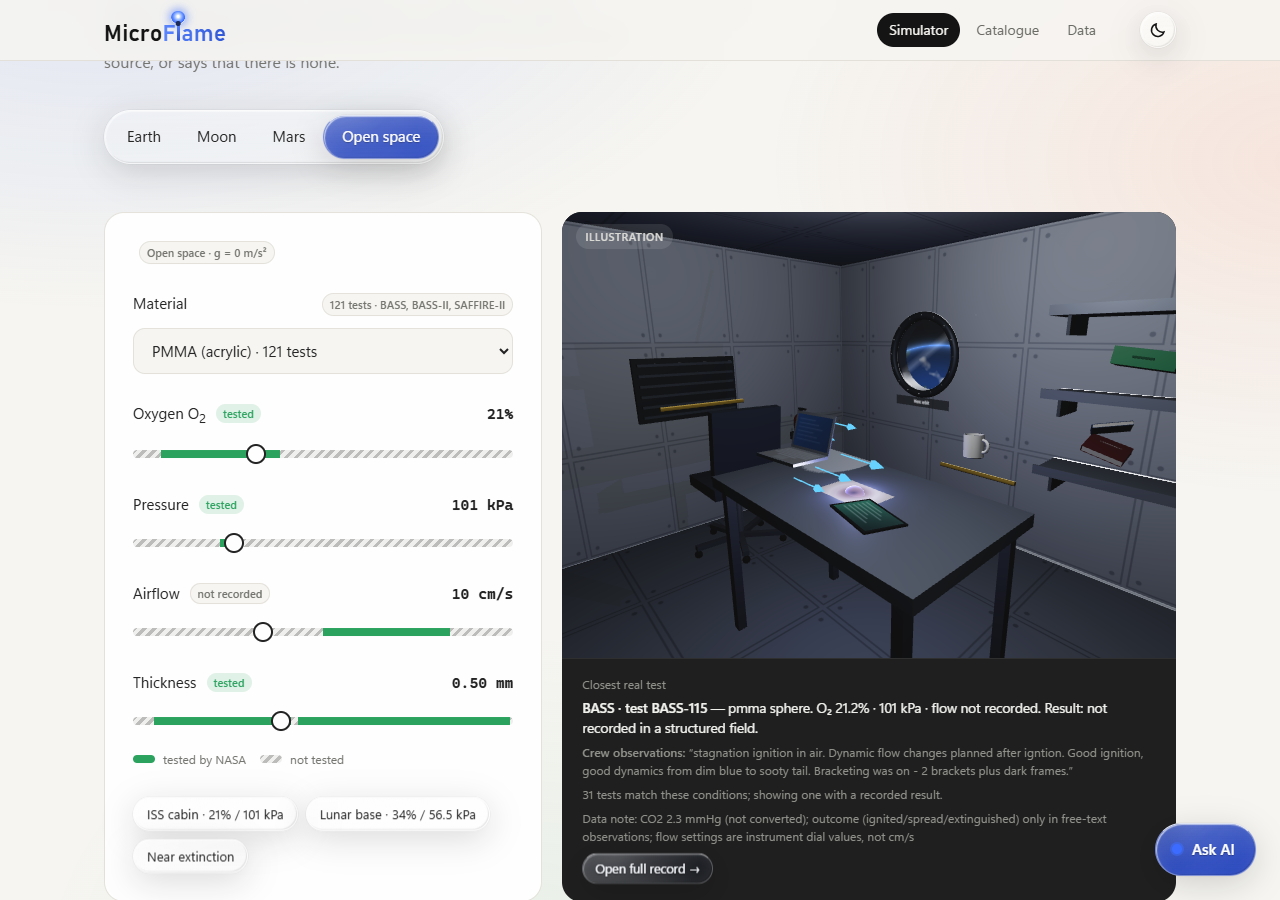 MicroFlame
Simulator
Catalogue
Data
source, or says that there is none.
Earth
Moon
Mars
Open space
Open space · g = 0 m/s²
Material
121 tests · BASS, BASS-II, SAFFIRE-II
PMMA (acrylic) · 121 tests
Oxygen O₂ tested 21%
Pressure tested 101 kPa
Airflow not recorded 10 cm/s
Thickness tested 0.50 mm
tested by NASA not tested
ISS cabin · 21% / 101 kPa
Lunar base · 34% / 56.5 kPa
Near extinction
ILLUSTRATION
Closest real test
BASS · test BASS-115 — pmma sphere. O₂ 21.2% · 101 kPa · flow not recorded. Result: not
recorded in a structured field.
Crew observations: “stagnation ignition in air. Dynamic flow changes planned after igntion. Good ignition,
good dynamics from dim blue to sooty tail. Bracketing was on - 2 brackets plus dark frames.”
31 tests match these conditions; showing one with a recorded result.
Data note: CO2 2.3 mmHg (not converted); outcome (ignited/spread/extinguished) only in free-text
observations; flow settings are instrument dial values, not cm/s
Open full record →
Ask AI